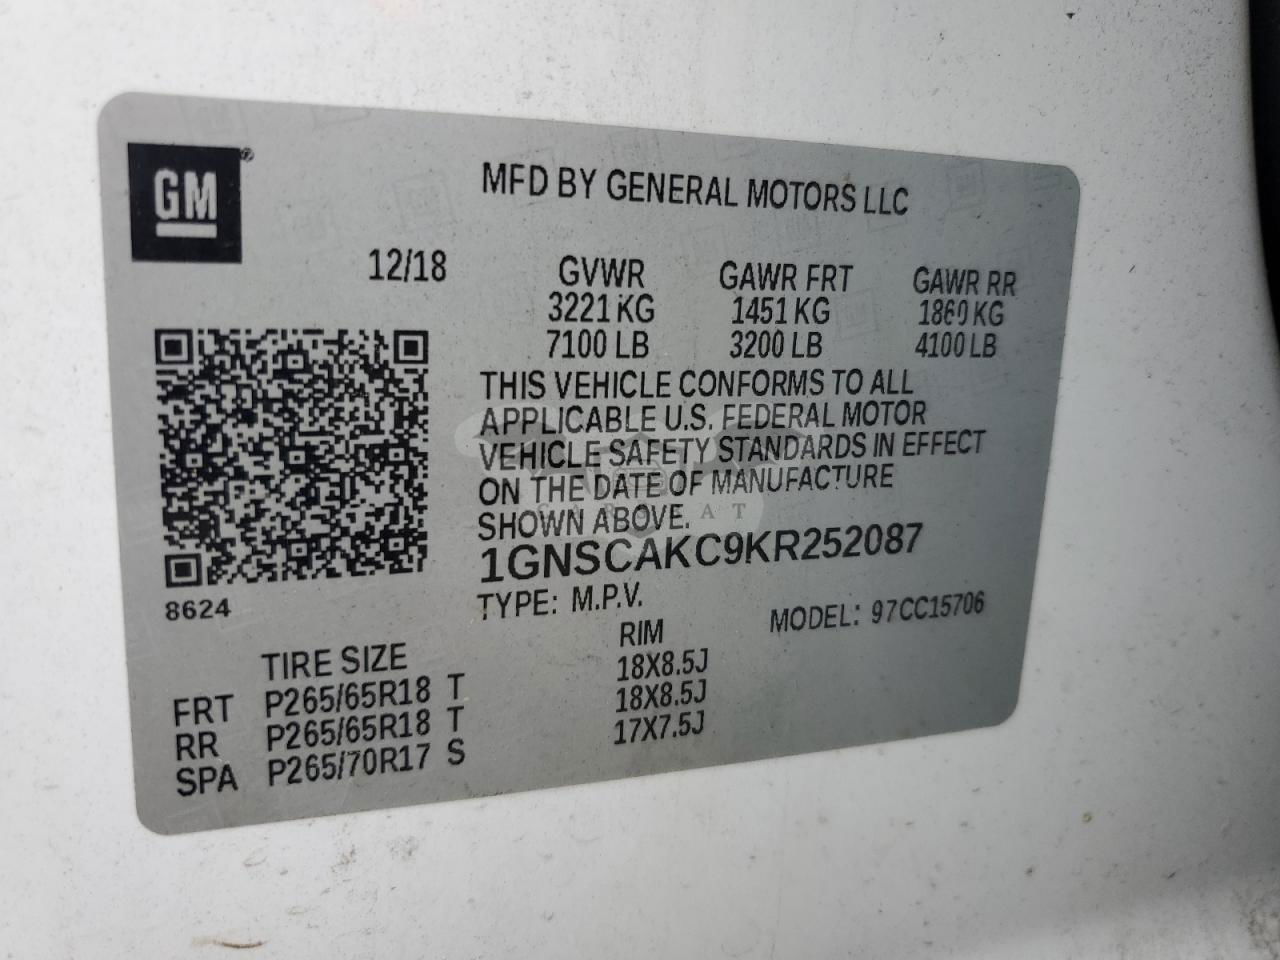 GM®
MFD BY GENERAL MOTORS LLC
12/18 GVWR GAWR FRT GAWR RR
3221 KG 1451 KG 1860 KG
7100 LB 3200 LB 4100 LB
THIS VEHICLE CONFORMS TO ALL
APPLICABLE U.S. FEDERAL MOTOR
VEHICLE SAFETY STANDARDS IN EFFECT
ON THE DATE OF MANUFACTURE
SHOWN ABOVE.
1GNSCAKC9KR252087
8624
TYPE: M.P.V. MODEL: 97CC15706
TIRE SIZE RIM
FRT P265/65R18 T 18X8.5J
RR P265/65R18 T 18X8.5J
SPA P265/70R17 S 17X7.5J